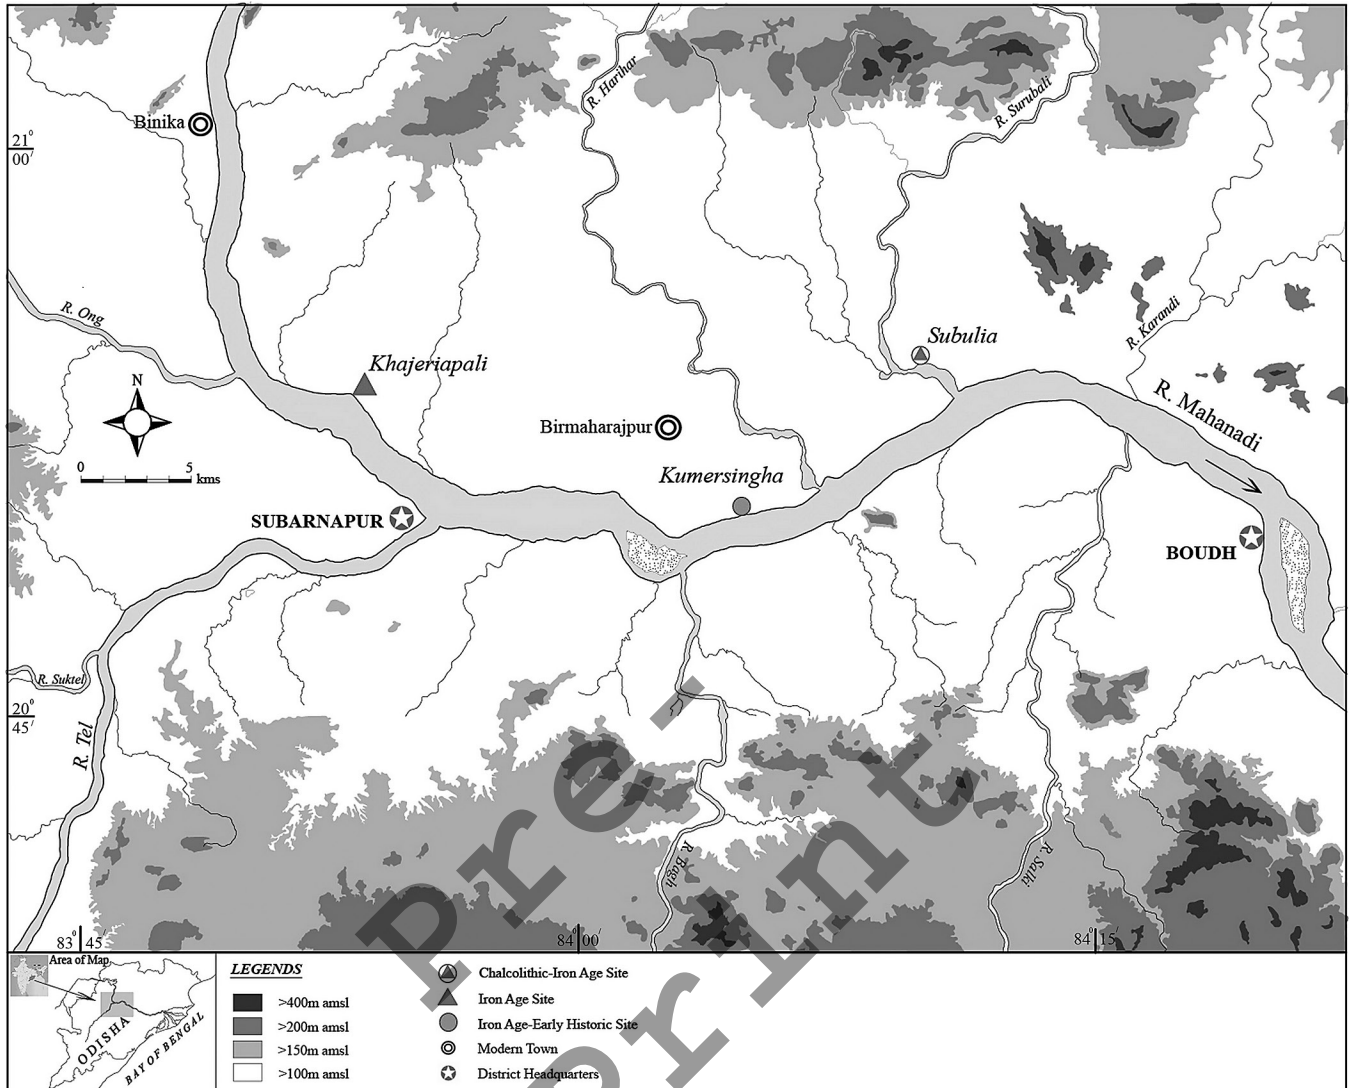 R. Harihar
R. Surubali
Binika
21° 00′
R. Ong
R. Karandi
Subulia
Khajeriapali
N
R. Mahanadi
Birmaharajpur
0 5 kms
Kumersingha
SUBARNAPUR
BOUDH
R. Suktel
20° 45′
R. Tel
R. Bagh
R. Salki
83° 45′
84° 00′
84° 15′
pre-
print
Area of Map
ODISHA
BAY OF BENGAL
LEGENDS
>400m amsl
>200m amsl
>150m amsl
>100m amsl
Chalcolithic-Iron Age Site
Iron Age Site
Iron Age-Early Historic Site
Modern Town
District Headquarters